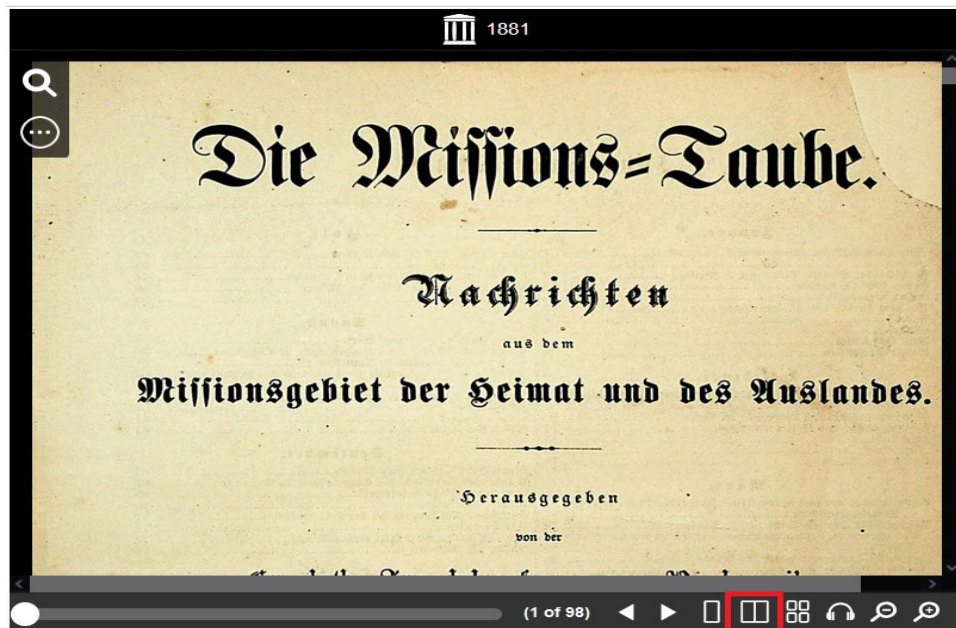 1881
Die Missions=Taube.
Nachrichten
aus dem
Missionsgebiet der Heimat und des Auslandes.
Herausgegeben
von der
(1 of 98)